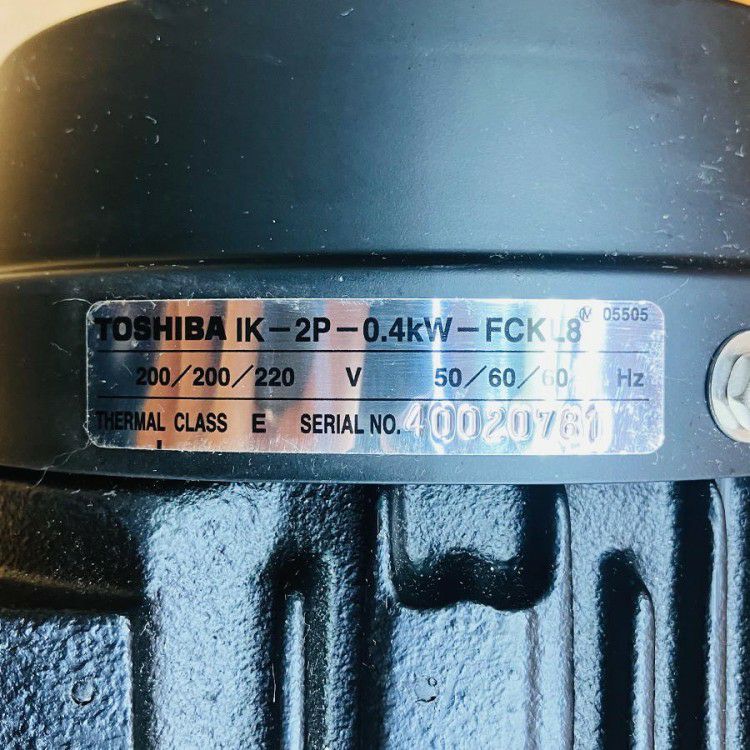 TOSHIBA IK-2P-0.4kW-FCKL8 05505
200/200/220 V 50/60/60 Hz
THERMAL CLASS E SERIAL NO. 40020781